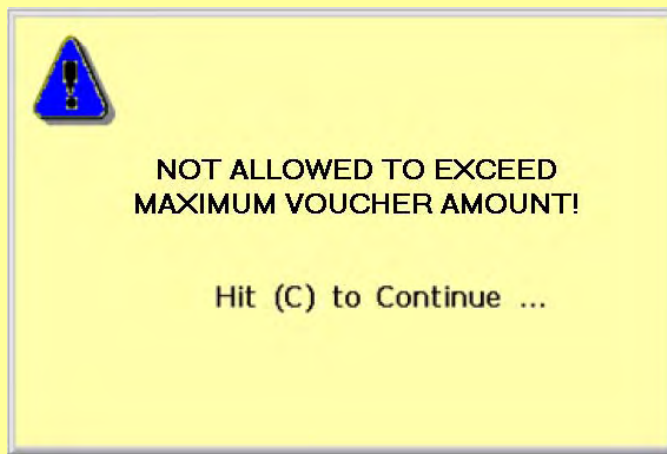 NOT ALLOWED TO EXCEED
MAXIMUM VOUCHER AMOUNT!
Hit (C) to Continue ...